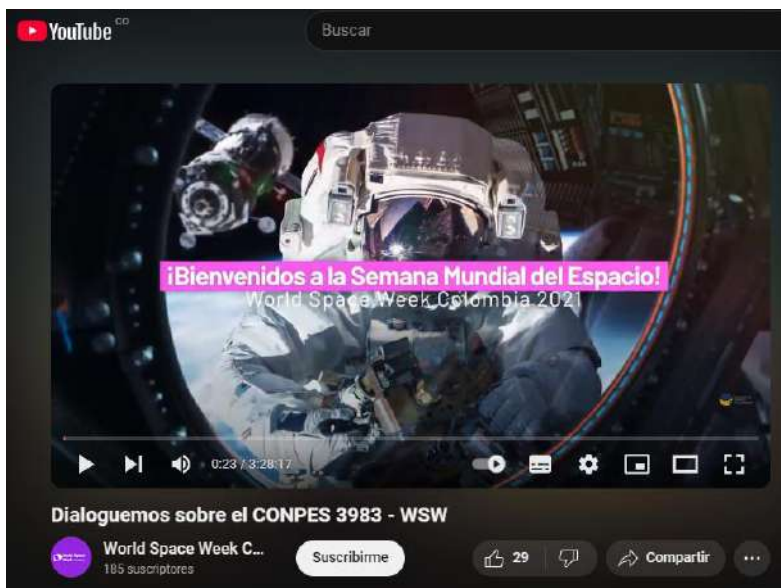 YouTube CO
Buscar
¡Bienvenidos a la Semana Mundial del Espacio!
World Space Week Colombia 2021
0:23 / 3:28:17
Dialoguemos sobre el CONPES 3983 - WSW
World Space Week C...
185 suscriptores
Suscribirme
29
Compartir